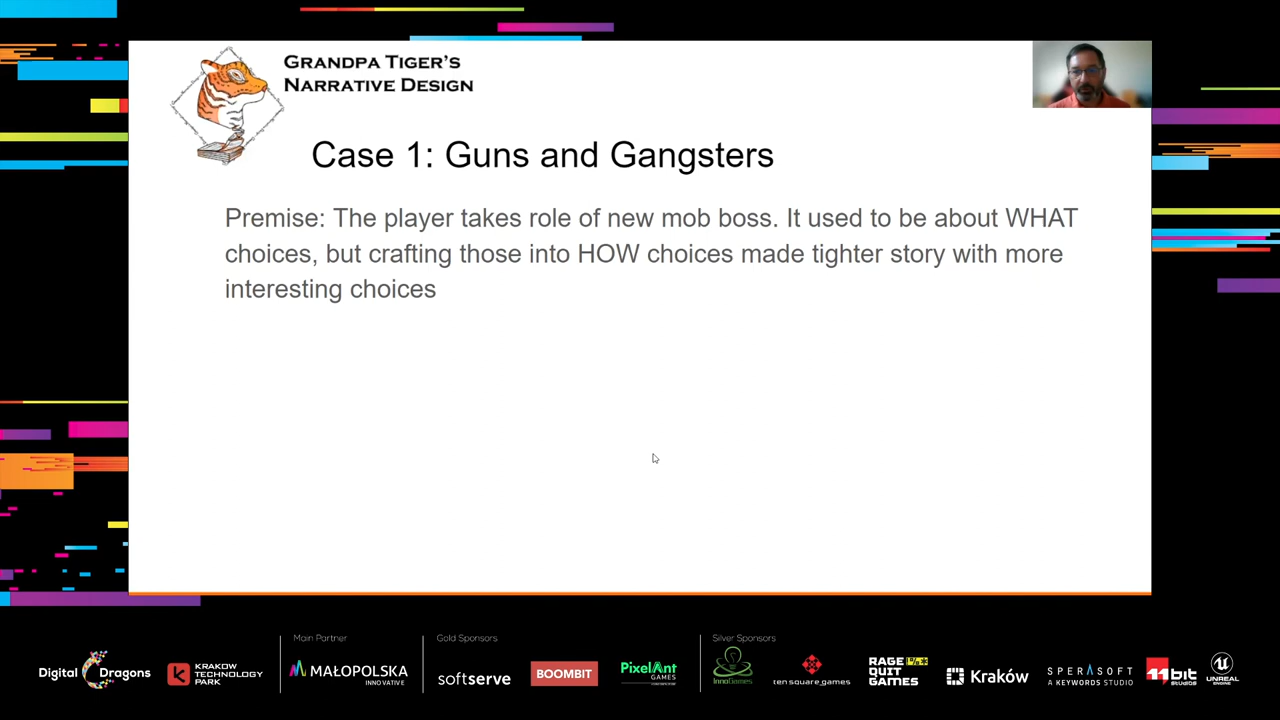 GRANDPA TIGER'S
NARRATIVE DESIGN
Case 1: Guns and Gangsters
Premise: The player takes role of new mob boss. It used to be about WHAT
choices, but crafting those into HOW choices made tighter story with more
interesting choices
Main Partner
Gold Sponsors
Silver Sponsors
Digital Dragons
KRAKOW
TECHNOLOGY
PARK
MAŁOPOLSKA
INNOVATIVE
softserve
BOOMBIT
PixelAnt
GAMES
InnoGames
ten square games
RAGE
QUIT
GAMES
Kraków
SPERASOFT
A KEYWORDS STUDIO
11bit
STUDIOS
UNREAL
ENGINE